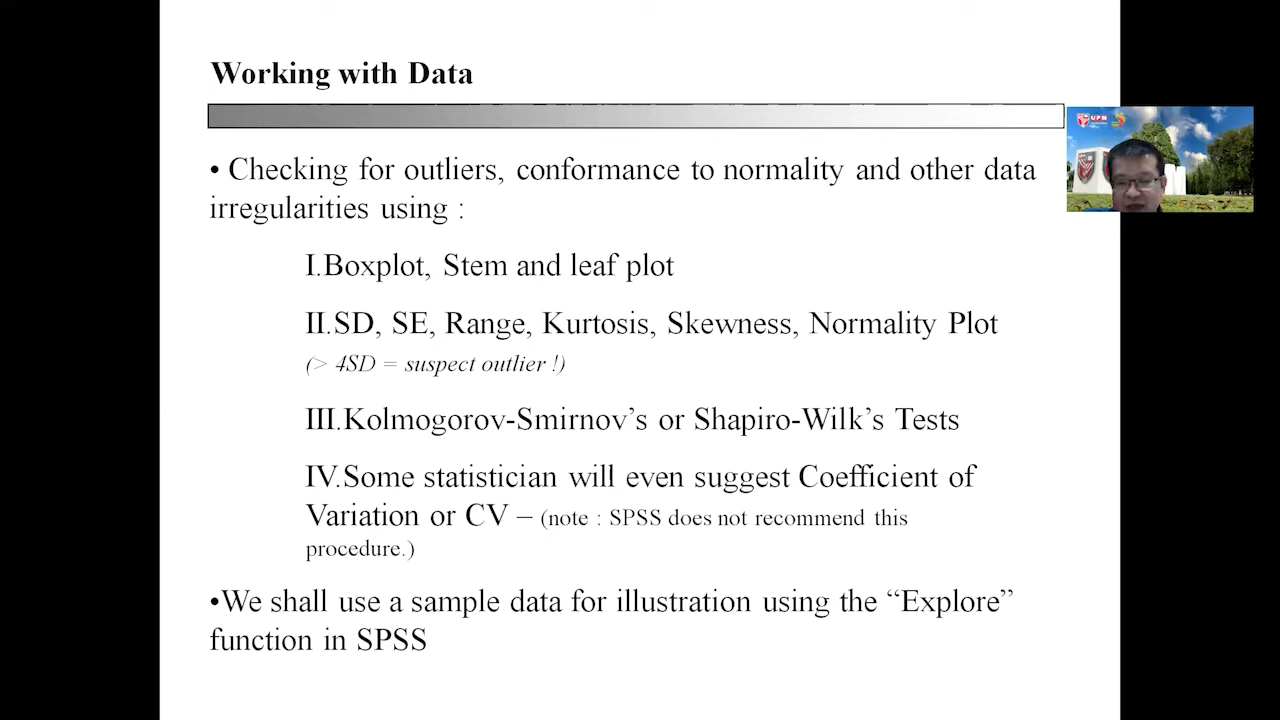 Working with Data
• Checking for outliers, conformance to normality and other data
irregularities using :
I.Boxplot, Stem and leaf plot
II.SD, SE, Range, Kurtosis, Skewness, Normality Plot
(> 4SD = suspect outlier !)
III.Kolmogorov-Smirnov’s or Shapiro-Wilk’s Tests
IV.Some statistician will even suggest Coefficient of
Variation or CV – (note : SPSS does not recommend this
procedure.)
•We shall use a sample data for illustration using the “Explore”
function in SPSS
UPM